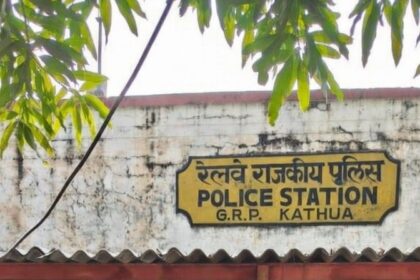 रेलवे राजकीय पुलिस
POLICE STATION
G.R.P. KATHUA